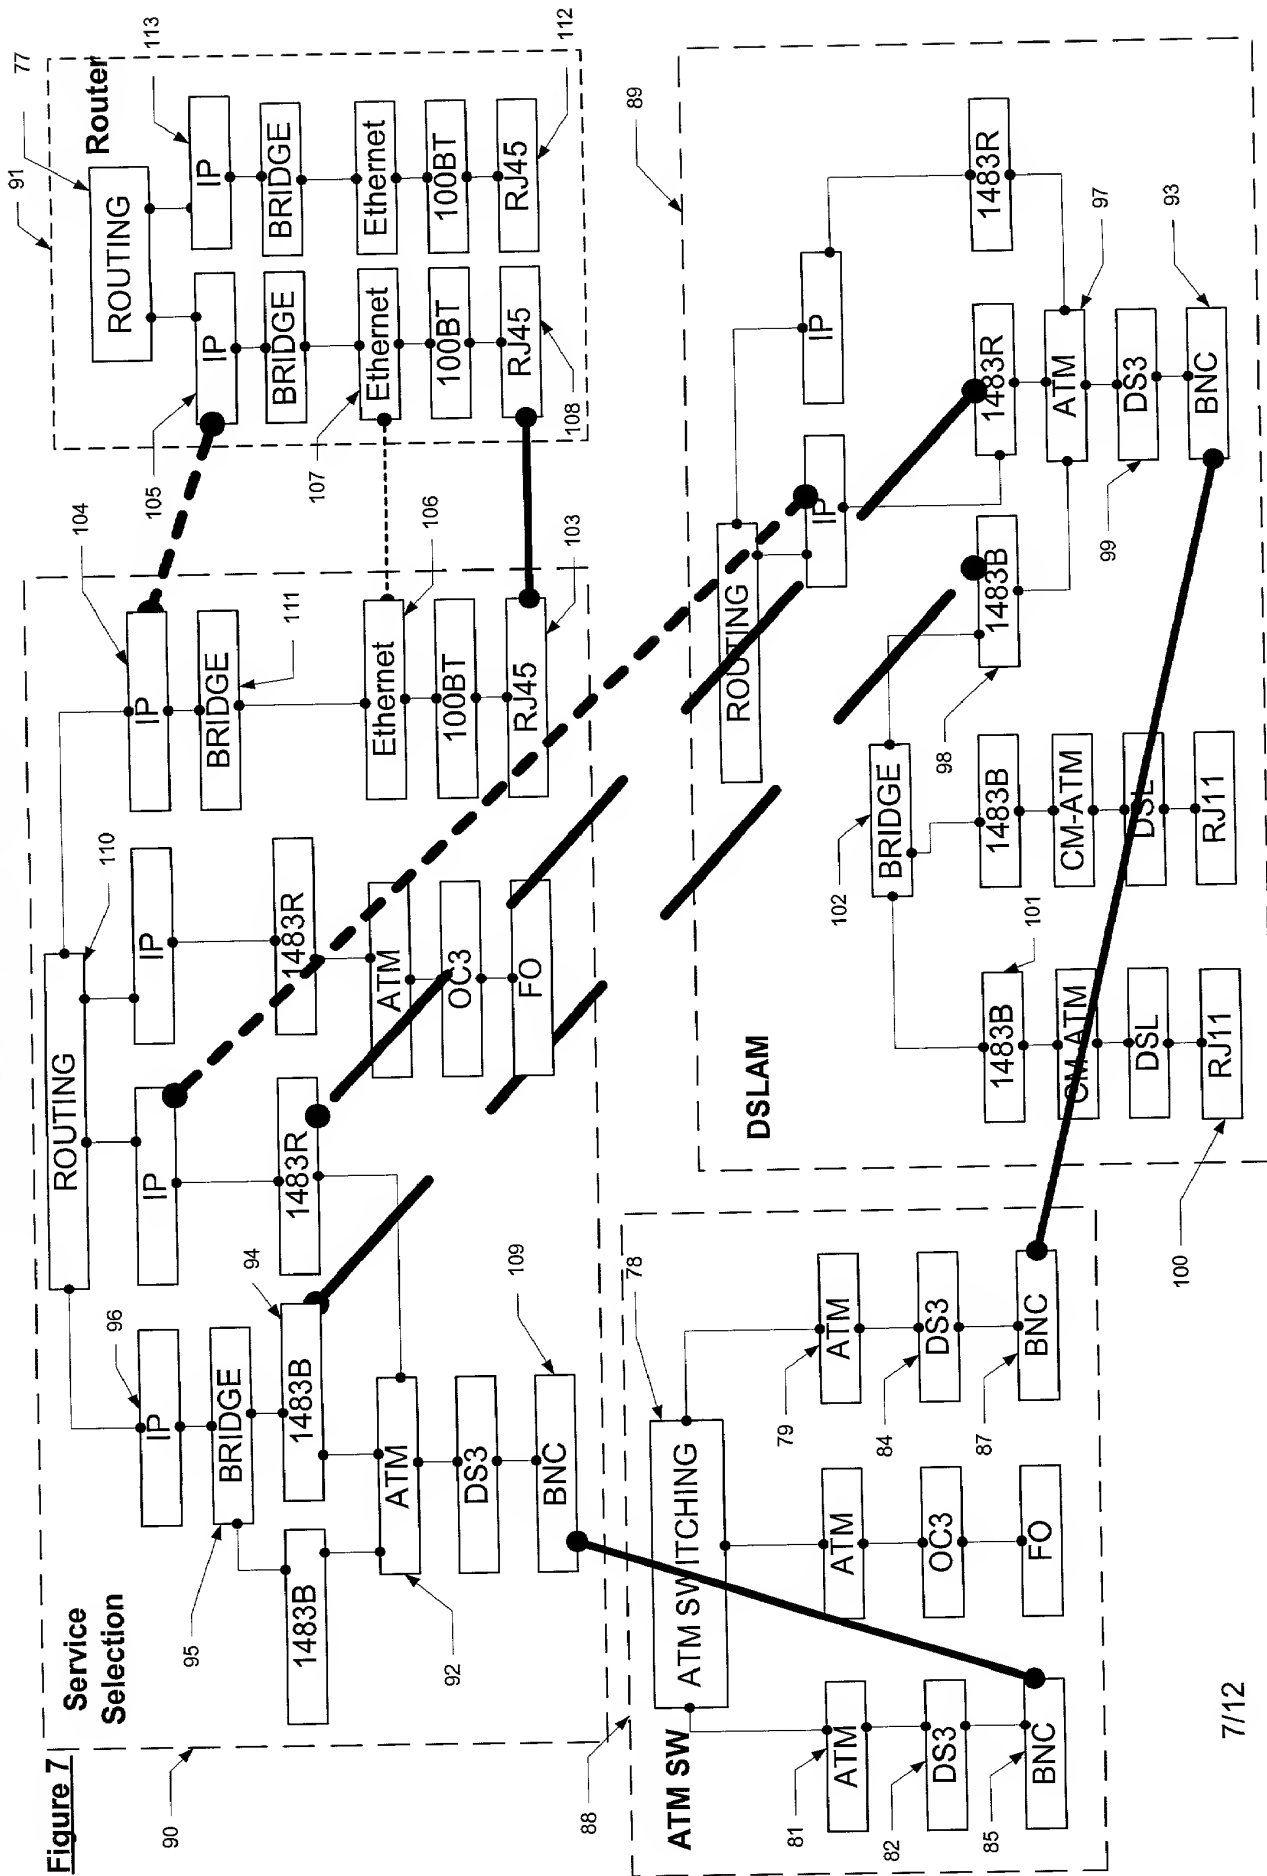 Figure 7
Service
Selection
90
ROUTING
110
IP
96
IP
IP
IP
104
BRIDGE
95
BRIDGE
111
1483B
1483B
94
1483R
1483R
ATM
92
ATM
Ethernet
106
DS3
OC3
100BT
BNC
109
FO
RJ45
103
91
77
Router
ROUTING
IP
105
IP
113
BRIDGE
BRIDGE
Ethernet
107
Ethernet
100BT
100BT
RJ45
108
RJ45
112
88
ATM SW
ATM SWITCHING
78
ATM
81
ATM
ATM
79
DS3
82
OC3
DS3
84
BNC
85
FO
BNC
87
89
DSLAM
ROUTING
IP
IP
BRIDGE
102
1483B
101
1483B
1483B
98
1483R
1483R
CM-ATM
CM-ATM
ATM
97
DSL
DSL
DS3
99
RJ11
100
RJ11
BNC
93
7/12